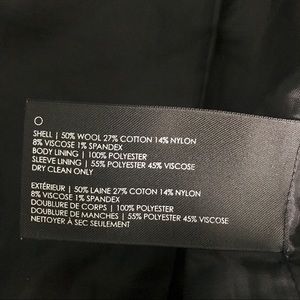 SHELL | 50% WOOL 27% COTTON 14% NYLON
8% VISCOSE 1% SPANDEX
BODY LINING | 100% POLYESTER
SLEEVE LINING | 55% POLYESTER 45% VISCOSE
DRY CLEAN ONLY
EXTÉRIEUR | 50% LAINE 27% COTON 14% NYLON
8% VISCOSE 1% SPANDEX
DOUBLURE DE CORPS | 100% POLYESTER
DOUBLURE DE MANCHES | 55% POLYESTER 45% VISCOSE
NETTOYER À SEC SEULEMENT